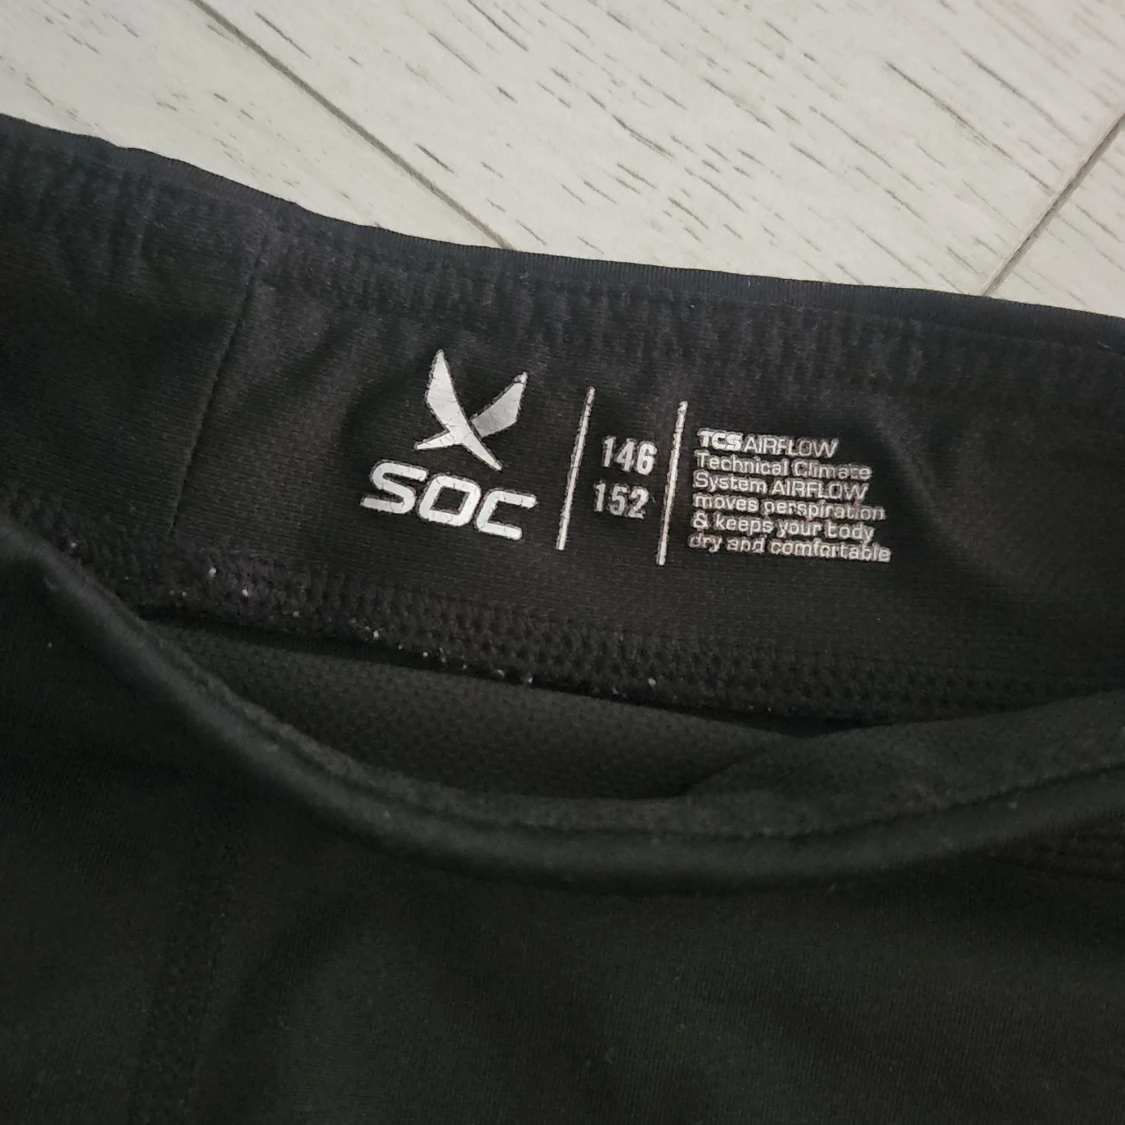 SOC
146
152
TCS AIRFLOW
Technical Climate
System AIRFLOW
moves perspiration
& keeps your body
dry and comfortable